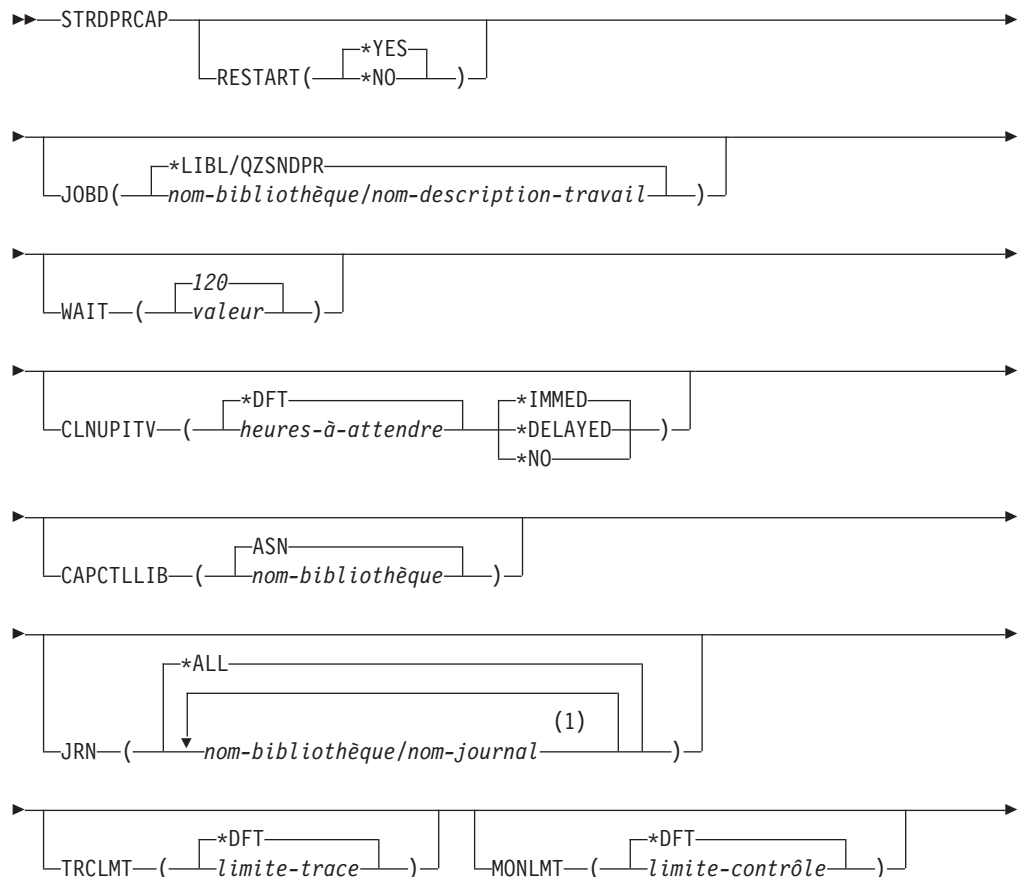 STRDPRCAP
*YES
RESTART( *NO )
*LIBL/QZSNDPR
JOBD( nom-bibliothèque/nom-description-travail )
120
WAIT ( valeur )
*DFT *IMMED
CLNUPITV ( heures-à-attendre *DELAYED )
*NO
ASN
CAPCTLLIB ( nom-bibliothèque )
*ALL
(1)
JRN ( nom-bibliothèque/nom-journal )
*DFT *DFT
TRCLMT ( limite-trace ) MONLMT ( limite-contrôle )